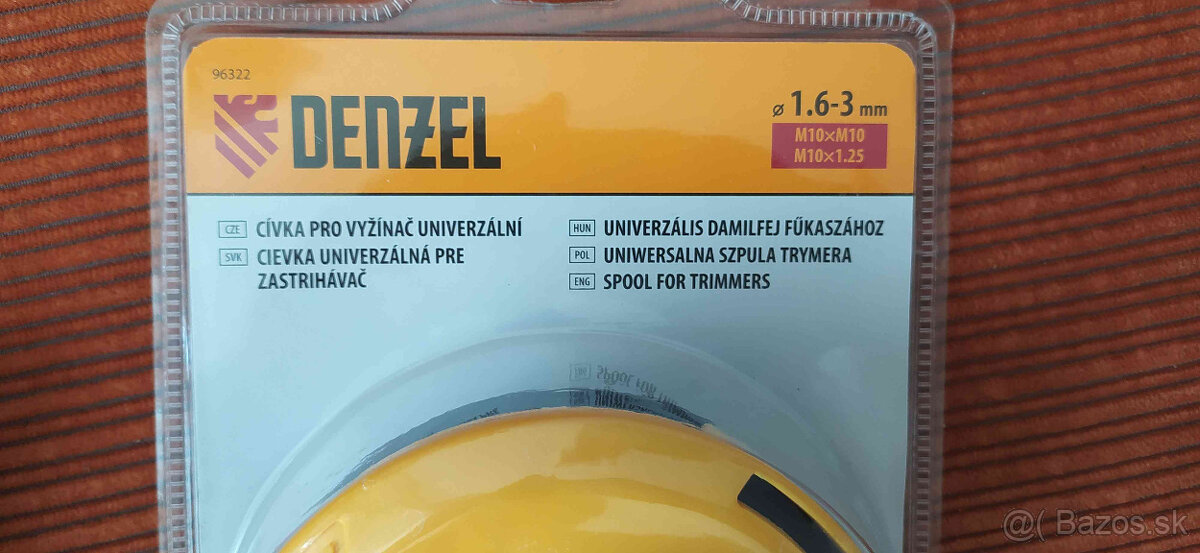 96322
DENZEL
ø 1.6-3 mm
M10×M10
M10×1.25
CZE CÍVKA PRO VYŽÍNAČ UNIVERZÁLNÍ
SVK CIEVKA UNIVERZÁLNÁ PRE
ZASTRIHÁVAČ
HUN UNIVERZÁLIS DAMILFEJ FŰKASZÁHOZ
POL UNIWERSALNA SZPULA TRYMERA
ENG SPOOL FOR TRIMMERS
@( Bazos.sk